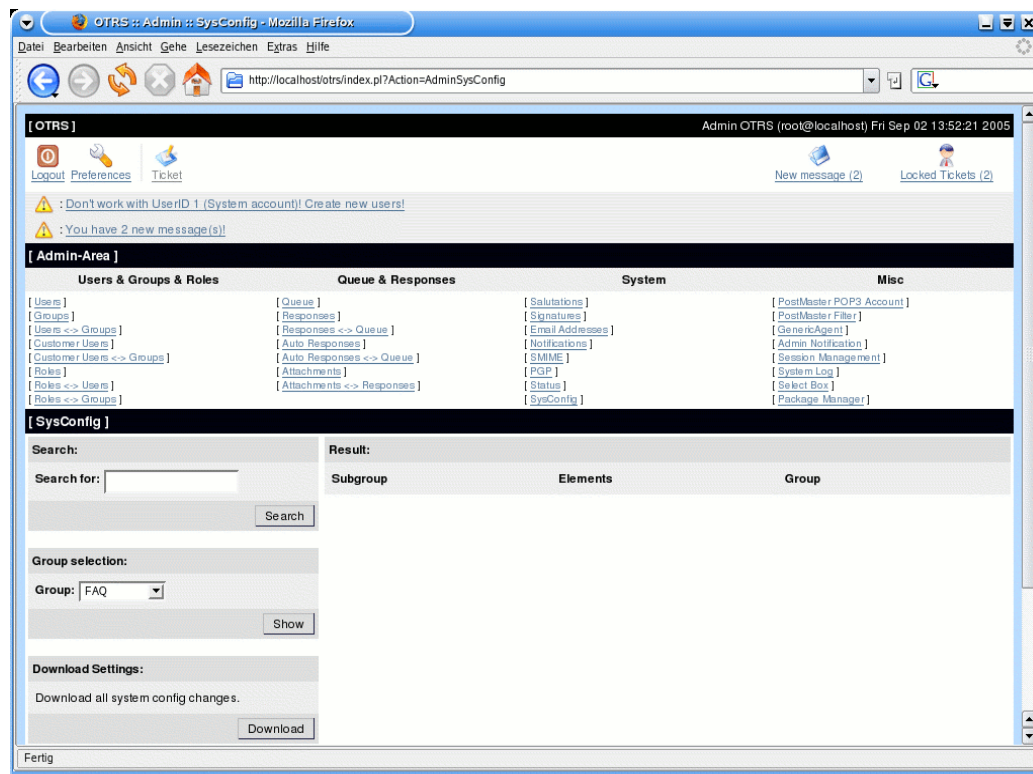 OTRS :: Admin :: SysConfig - Mozilla Firefox
Datei Bearbeiten Ansicht Gehe Lesezeichen Extras Hilfe
http://localhost/otrs/index.pl?Action=AdminSysConfig
[ OTRS ] Admin OTRS (root@localhost) Fri Sep 02 13:52:21 2005
Logout Preferences Ticket New message (2) Locked Tickets (2)
: Don't work with UserID 1 (System account)! Create new users!
: You have 2 new message(s)!
[ Admin-Area ]
Users & Groups & Roles Queue & Responses System Misc
[ Users ] [ Queue ] [ Salutations ] [ PostMaster POP3 Account ]
[ Groups ] [ Responses ] [ Signatures ] [ PostMaster Filter ]
[ Users <-> Groups ] [ Responses <-> Queue ] [ Email Addresses ] [ GenericAgent ]
[ Customer Users ] [ Auto Responses ] [ Notifications ] [ Admin Notification ]
[ Customer Users <-> Groups ] [ Auto Responses <-> Queue ] [ SMIME ] [ Session Management ]
[ Roles ] [ Attachments ] [ PGP ] [ System Log ]
[ Roles <-> Users ] [ Attachments <-> Responses ] [ Status ] [ Select Box ]
[ Roles <-> Groups ] [ SysConfig ] [ Package Manager ]
[ SysConfig ]
Search: Result:
Search for: Subgroup Elements Group
Search
Group selection:
Group: FAQ
Show
Download Settings:
Download all system config changes.
Download
Fertig